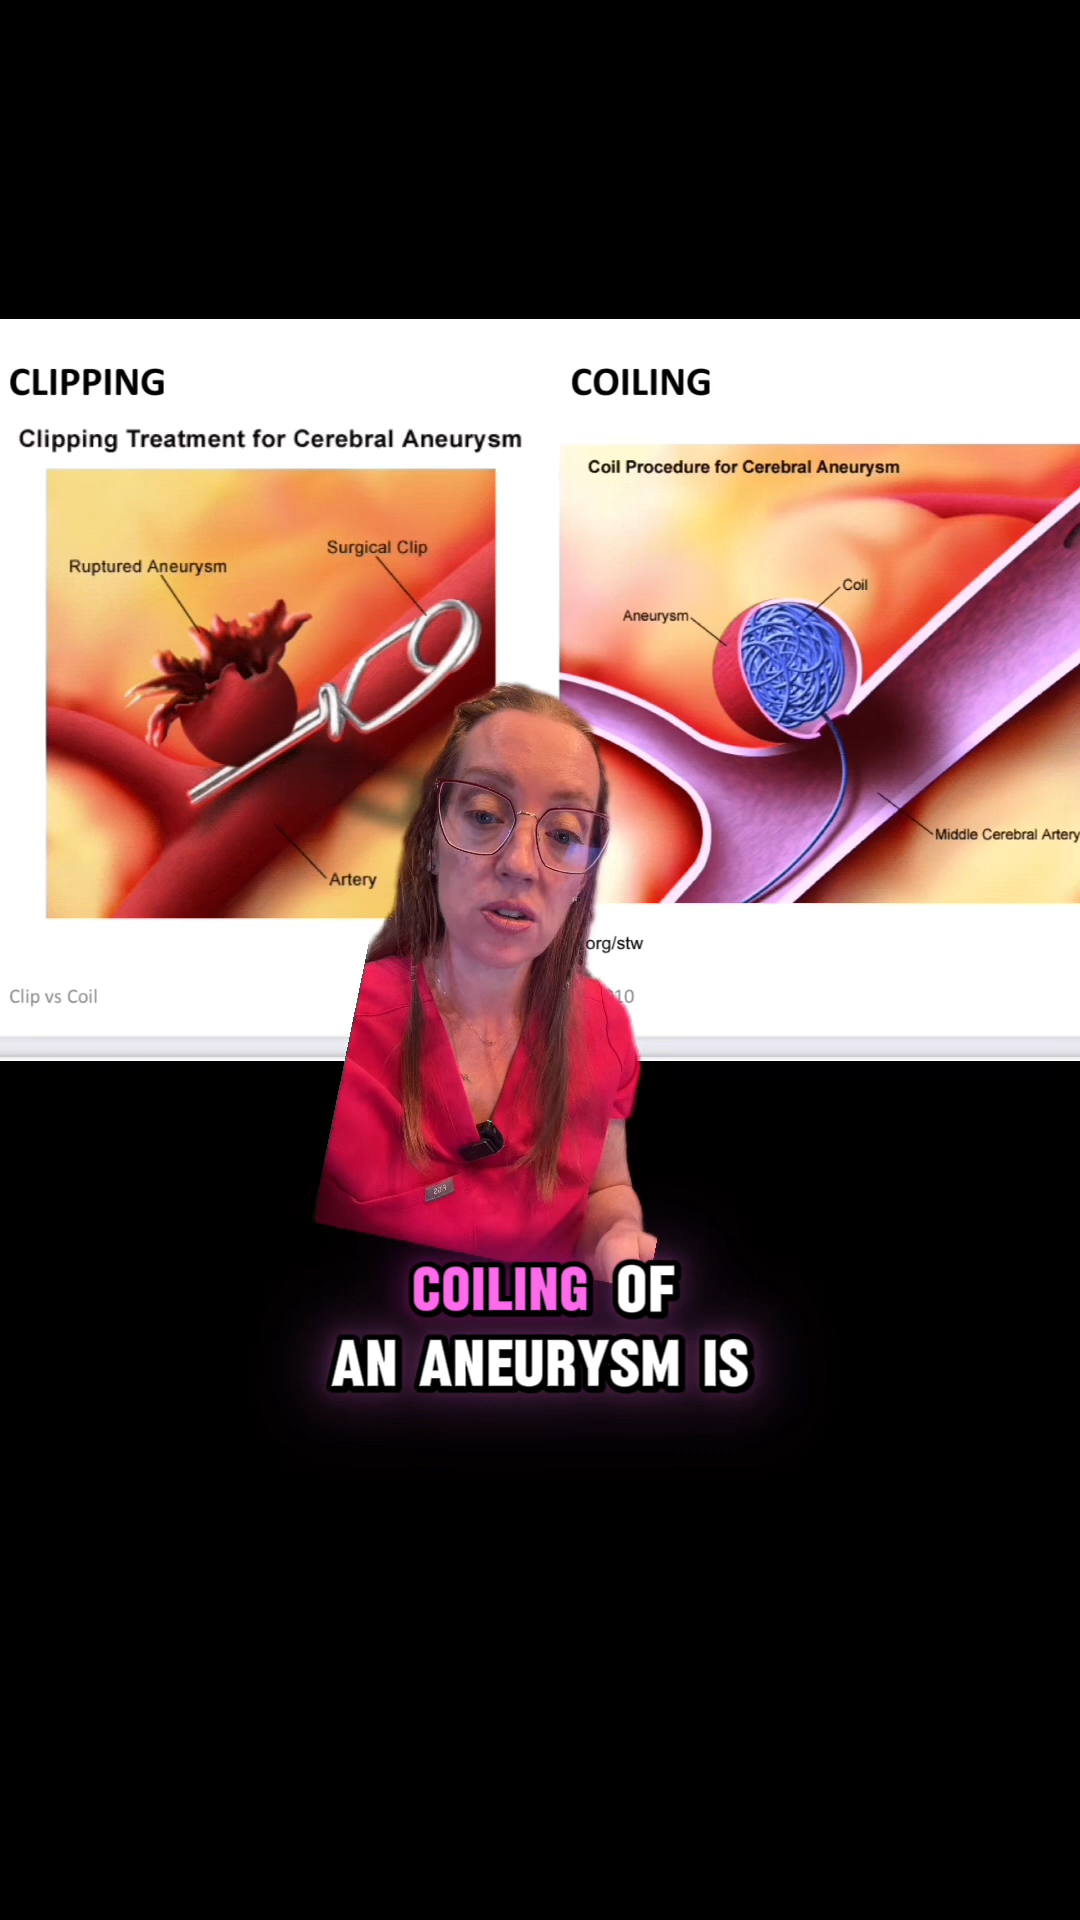 CLIPPING
Clipping Treatment for Cerebral Aneurysm
Ruptured Aneurysm
Surgical Clip
Artery
Clip vs Coil
COILING
Coil Procedure for Cerebral Aneurysm
Coil
Aneurysm
Middle Cerebral Artery
org/stw
10
COILING OF
AN ANEURYSM IS